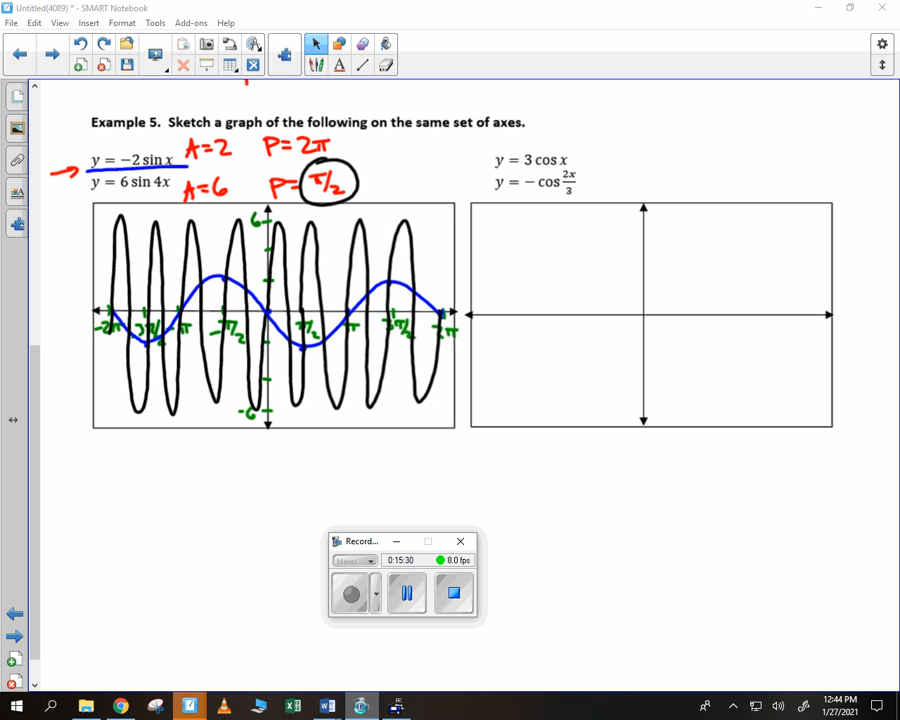 Untitled(4089) * - SMART Notebook
File Edit View Insert Format Tools Add-ons Help
Example 5. Sketch a graph of the following on the same set of axes.
y = −2 sin x A=2 P=2π
y = 6 sin 4x A=6 P=π/2
y = 3 cos x
y = − cos 2x/3
6
-2π -3π/2 -π -π/2 π/2 π 3π/2 2π
-6
Record...
Menu 0:15:30 8.0 fps
12:44 PM
1/27/2021